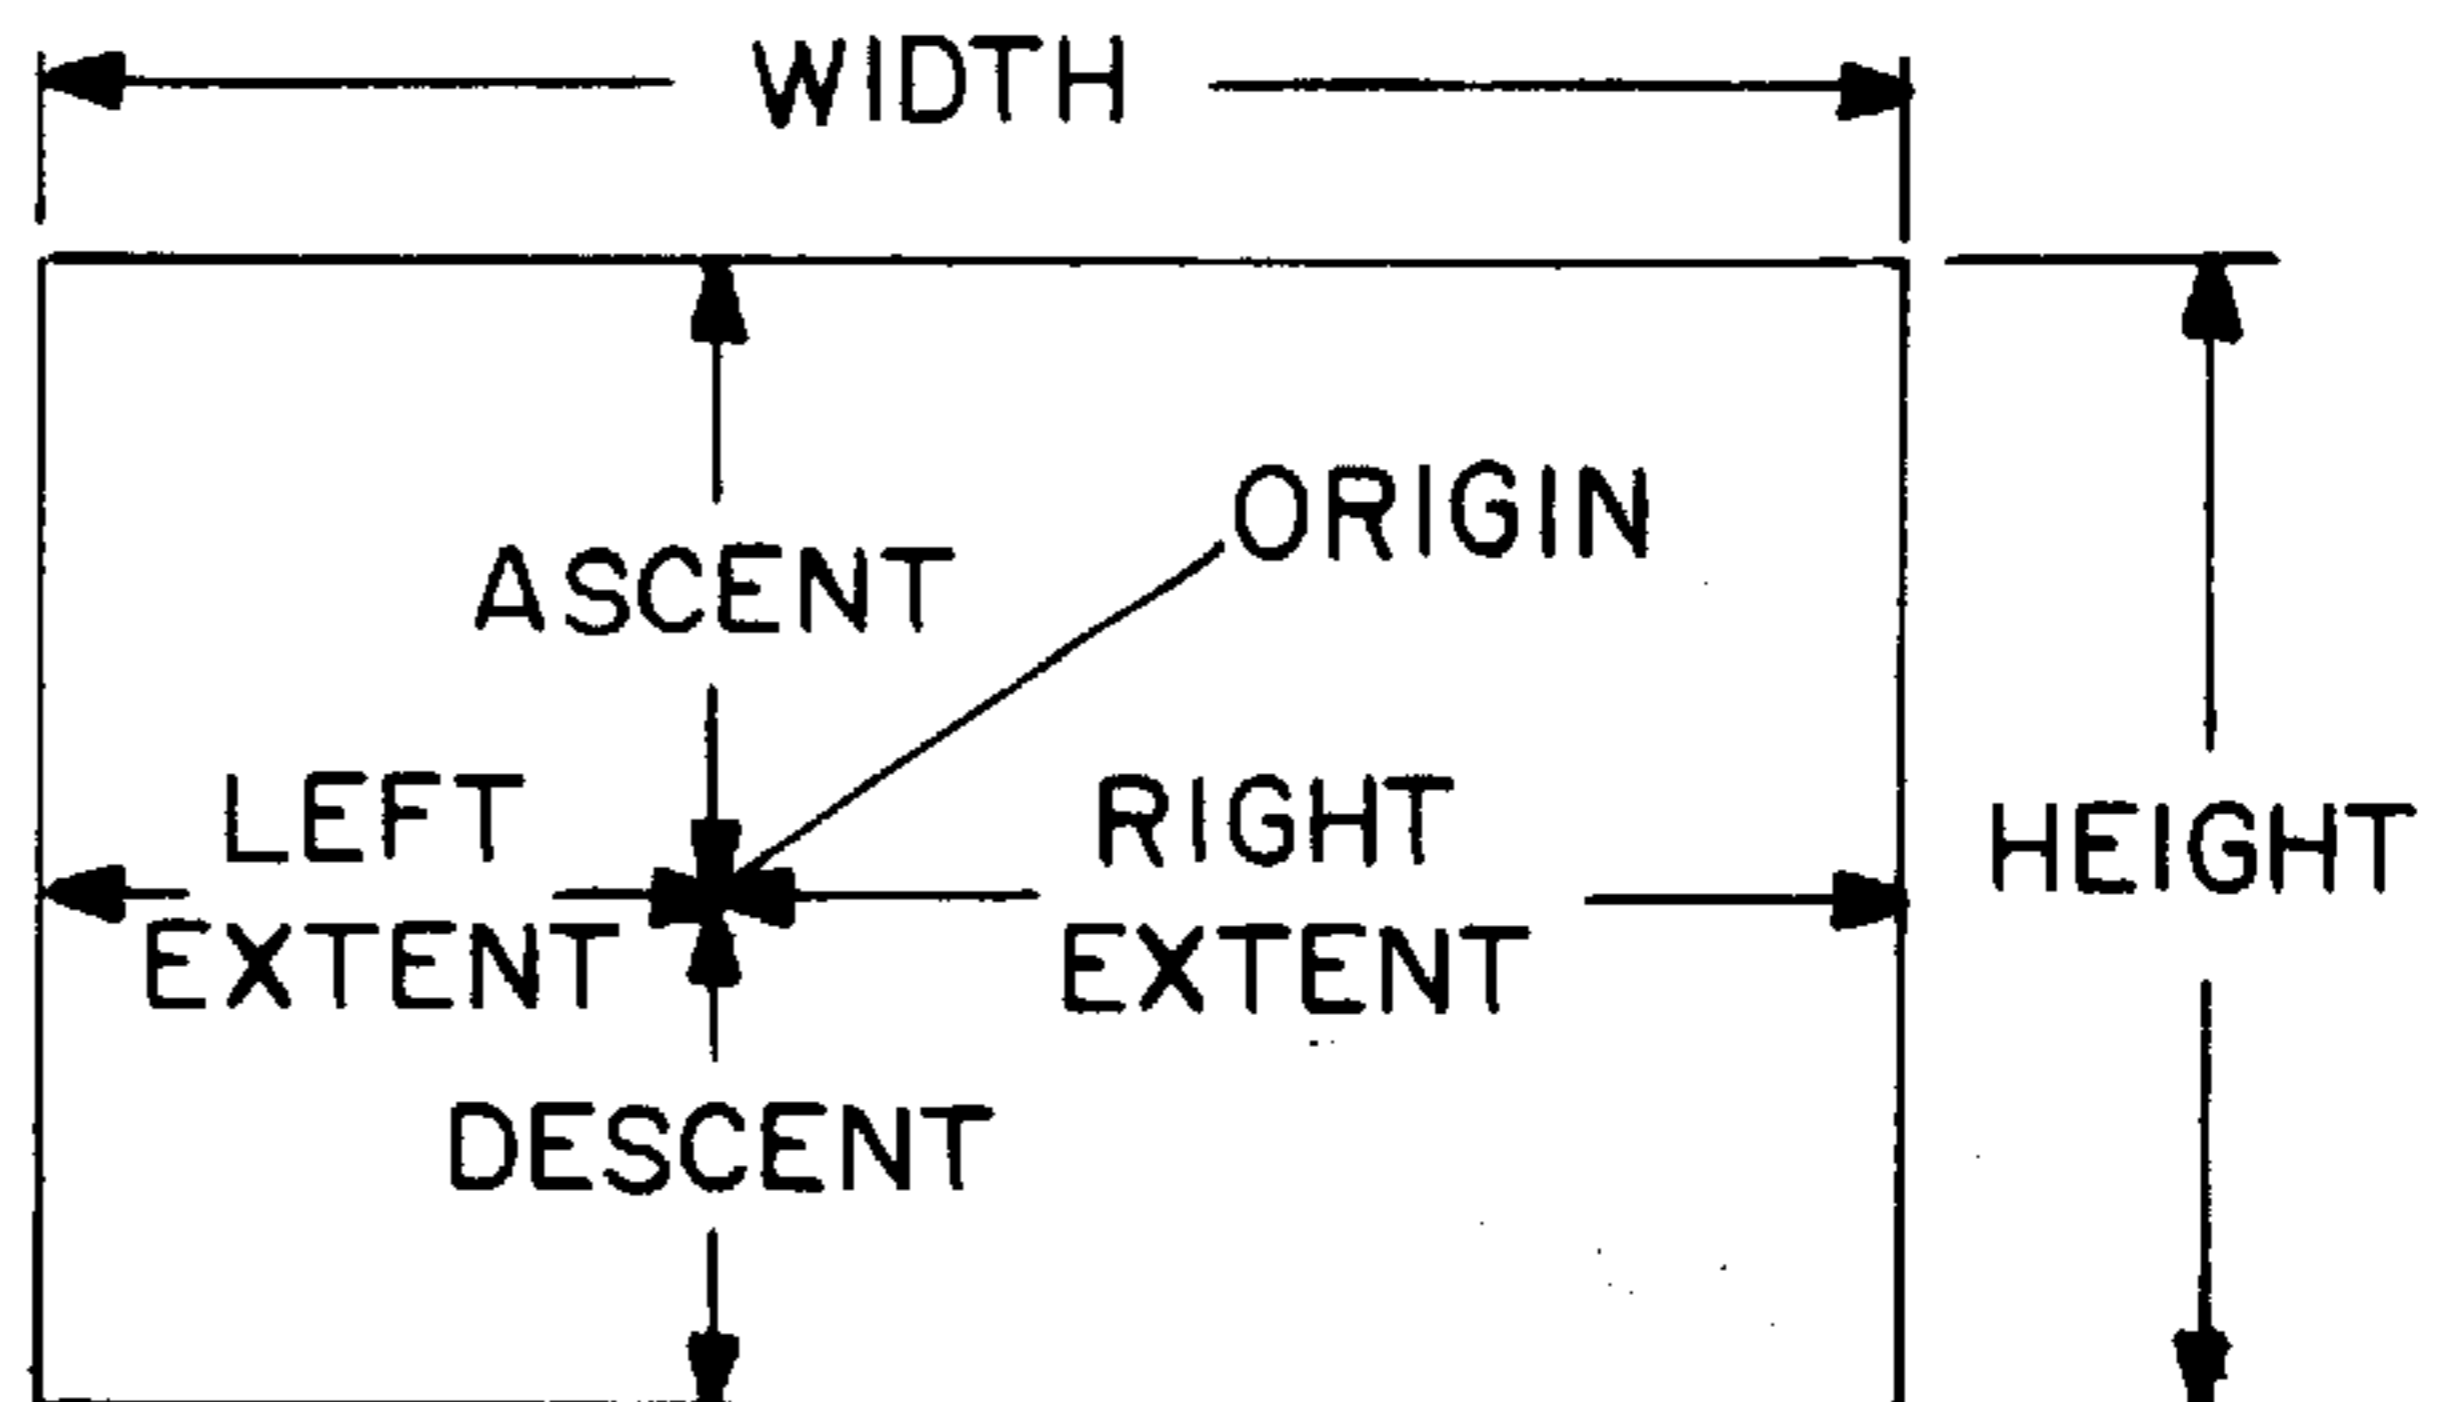 WIDTH
ORIGIN
ASCENT
LEFT
EXTENT
RIGHT
EXTENT
HEIGHT
DESCENT